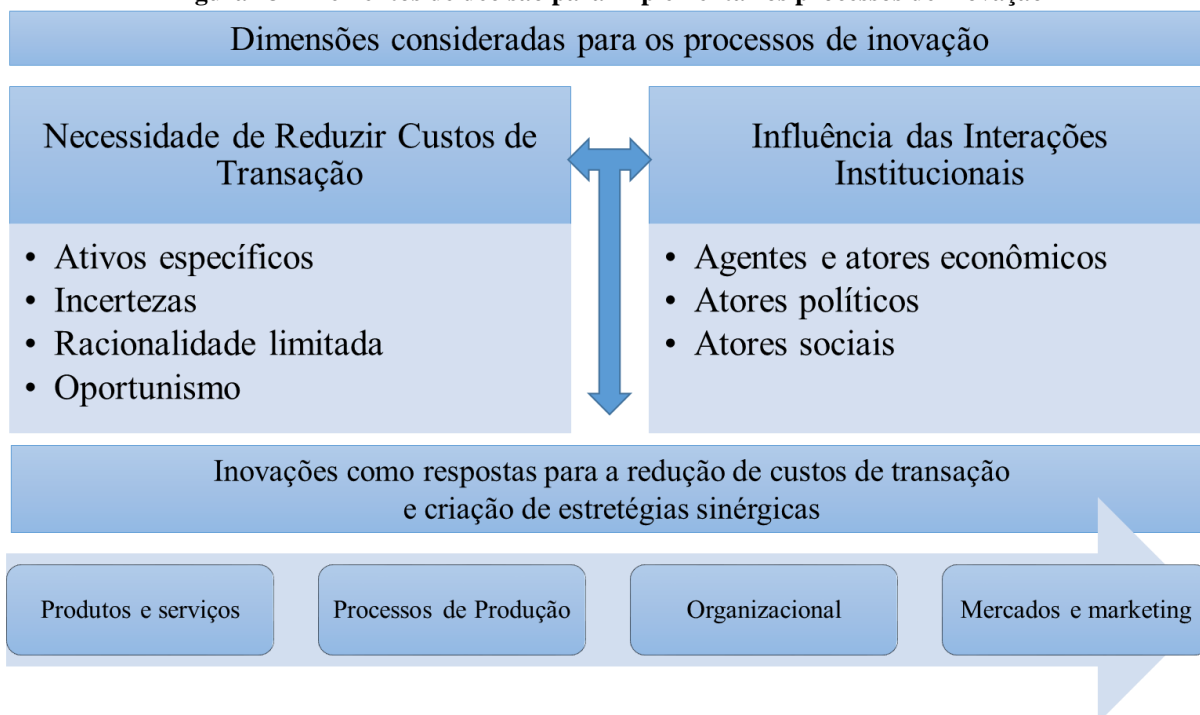 Dimensões consideradas para os processos de inovação
Necessidade de Reduzir Custos de
Transação
• Ativos específicos
• Incertezas
• Racionalidade limitada
• Oportunismo
Influência das Interações
Institucionais
• Agentes e atores econômicos
• Atores políticos
• Atores sociais
Inovações como respostas para a redução de custos de transação
e criação de estretégias sinérgicas
Produtos e serviços
Processos de Produção
Organizacional
Mercados e marketing